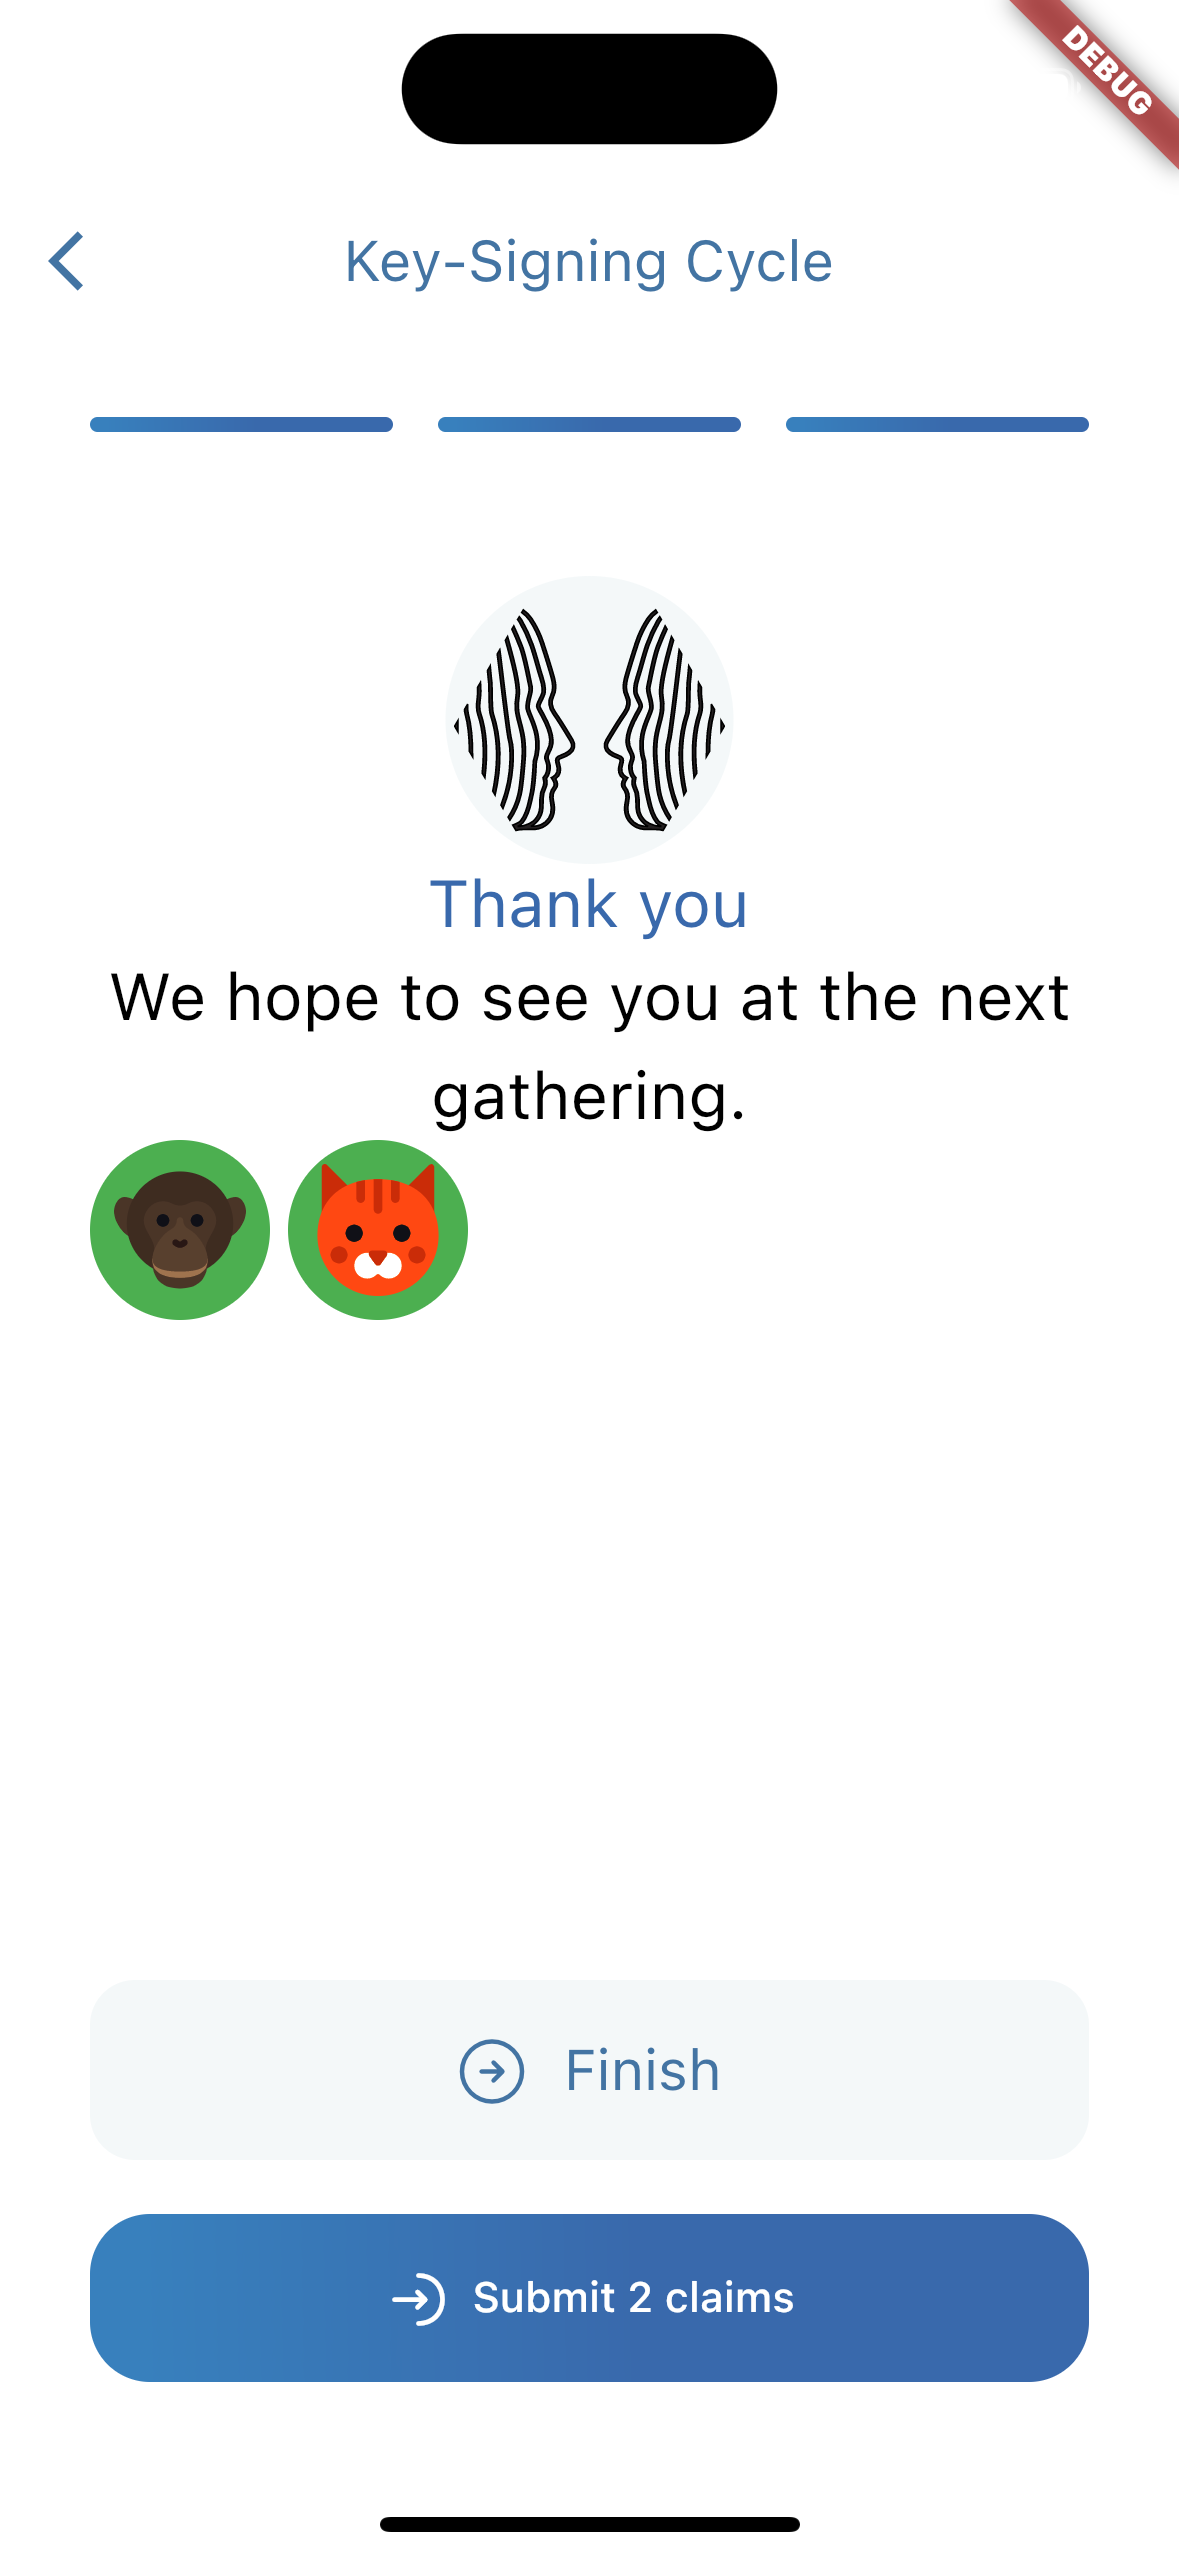 DEBUG
Key-Signing Cycle
Thank you
We hope to see you at the next
gathering.
Finish
Submit 2 claims